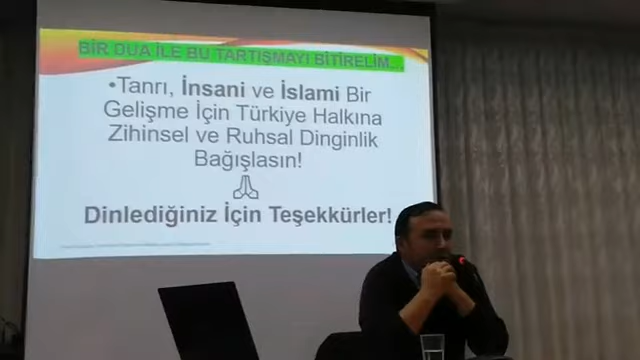 BİR DUA İLE BU TARTIŞMAYI BİTİRELİM...
•Tanrı, İnsani ve İslami Bir
Gelişme İçin Türkiye Halkına
Zihinsel ve Ruhsal Dinginlik
Bağışlasın!
Dinlediğiniz İçin Teşekkürler!